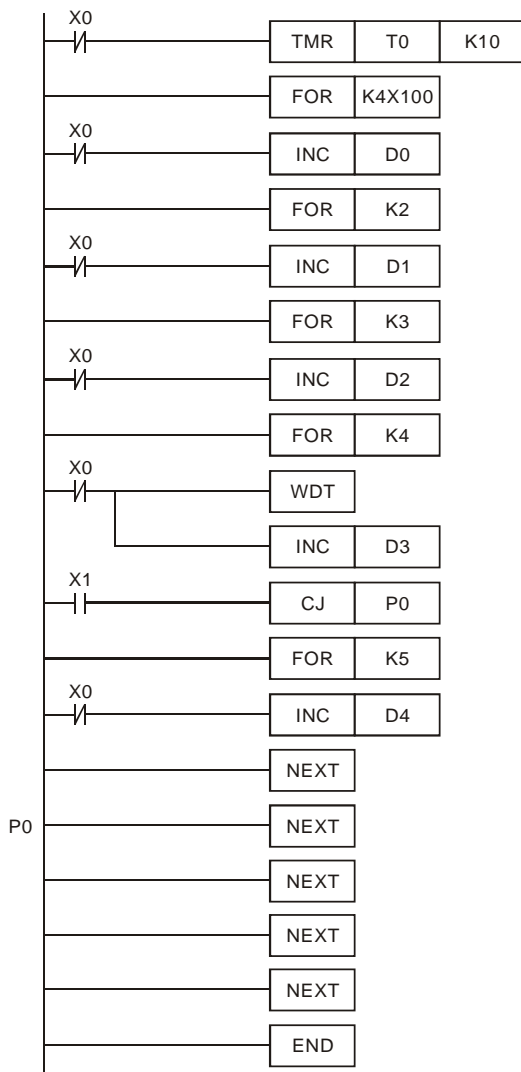 X0
TMR T0 K10
FOR K4X100
X0
INC D0
FOR K2
X0
INC D1
FOR K3
X0
INC D2
FOR K4
X0
WDT
INC D3
X1
CJ P0
FOR K5
X0
INC D4
NEXT
P0 NEXT
NEXT
NEXT
NEXT
END